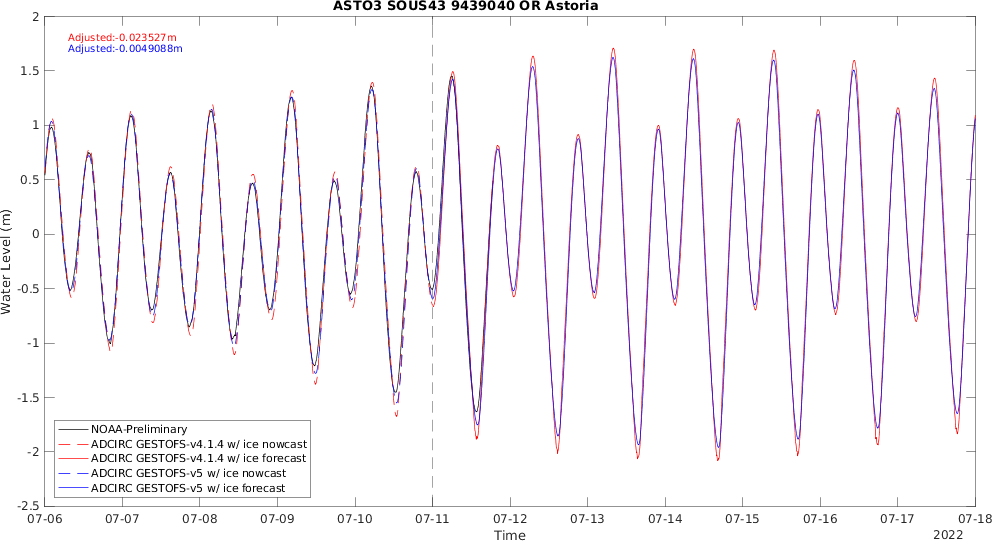 ASTO3 SOUS43 9439040 OR Astoria
Adjusted:-0.023527m
Adjusted:-0.0049088m
2
1.5
1
0.5
0
-0.5
-1
-1.5
-2
-2.5
Water Level (m)
NOAA-Preliminary
ADCIRC GESTOFS-v4.1.4 w/ ice nowcast
ADCIRC GESTOFS-v4.1.4 w/ ice forecast
ADCIRC GESTOFS-v5 w/ ice nowcast
ADCIRC GESTOFS-v5 w/ ice forecast
07-06 07-07 07-08 07-09 07-10 07-11 07-12 07-13 07-14 07-15 07-16 07-17 07-18
Time
2022